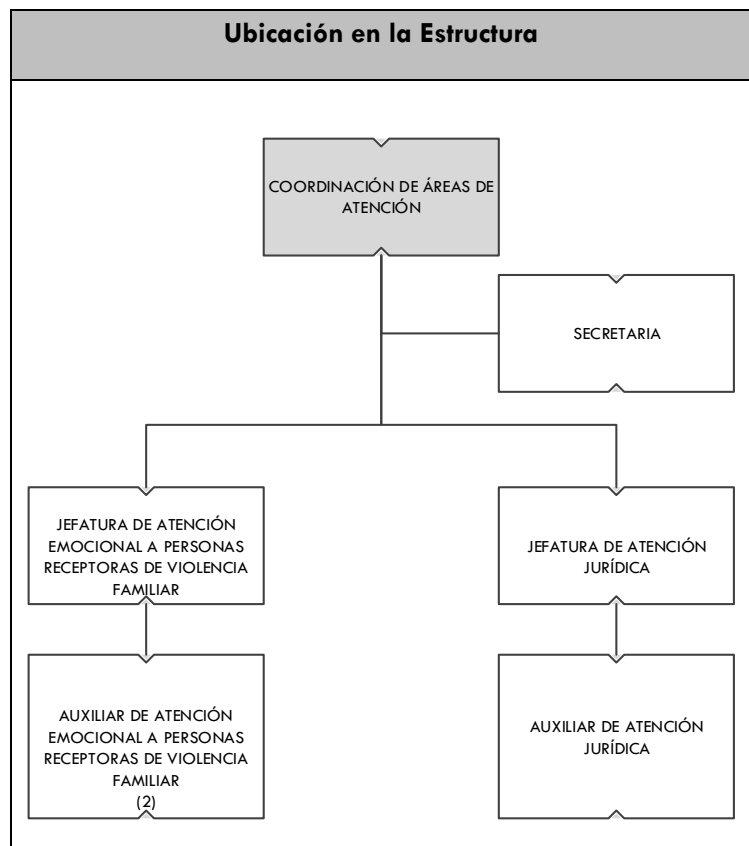 Ubicación en la Estructura
COORDINACIÓN DE ÁREAS DE
ATENCIÓN
SECRETARIA
JEFATURA DE ATENCIÓN
EMOCIONAL A PERSONAS
RECEPTORAS DE VIOLENCIA
FAMILIAR
JEFATURA DE ATENCIÓN
JURÍDICA
AUXILIAR DE ATENCIÓN
EMOCIONAL A PERSONAS
RECEPTORAS DE VIOLENCIA
FAMILIAR
(2)
AUXILIAR DE ATENCIÓN
JURÍDICA